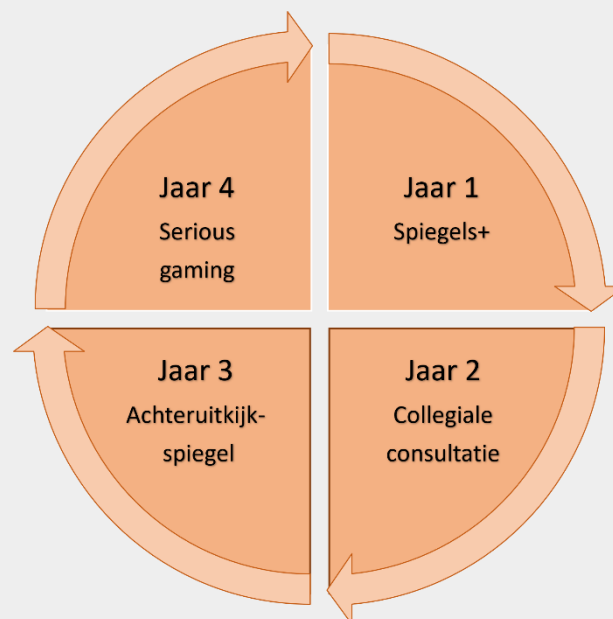 Jaar 4
Serious
gaming
Jaar 1
Spiegels+
Jaar 3
Achteruitkijk-
spiegel
Jaar 2
Collegiale
consultatie